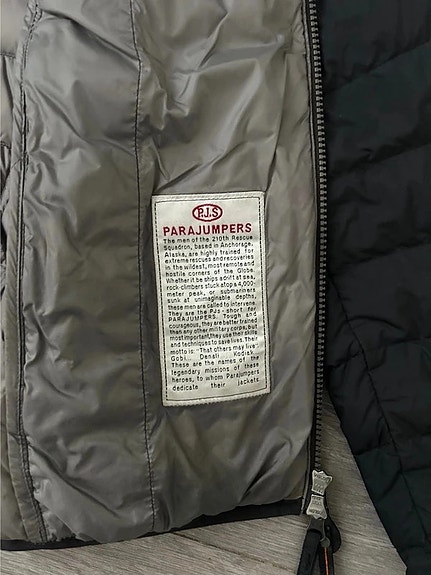 P.J.S
PARAJUMPERS
The men of the 210th Rescue
Squadron, based in Anchorage,
Alaska, are highly trained for
extreme rescues and recoveries
in the wildest, most remote and
hostile corners of the Globe.
Whether it be ships adrift at sea,
rock-climbers stuck atop a 4,000-
meter peak, or submariners
sunk at unimaginable depths,
these men are called to intervene.
They are the PJs - short for
PARAJUMPERS. Tough and
courageous, they are better trained
than any other military corps, but
most important, they use their skills
and techniques to save lives. Their
motto is: "That others may live".
Gobi... Denali... Kodiak...
These are the names of the
legendary missions of these
heroes, to whom Parajumpers
dedicate their jackets